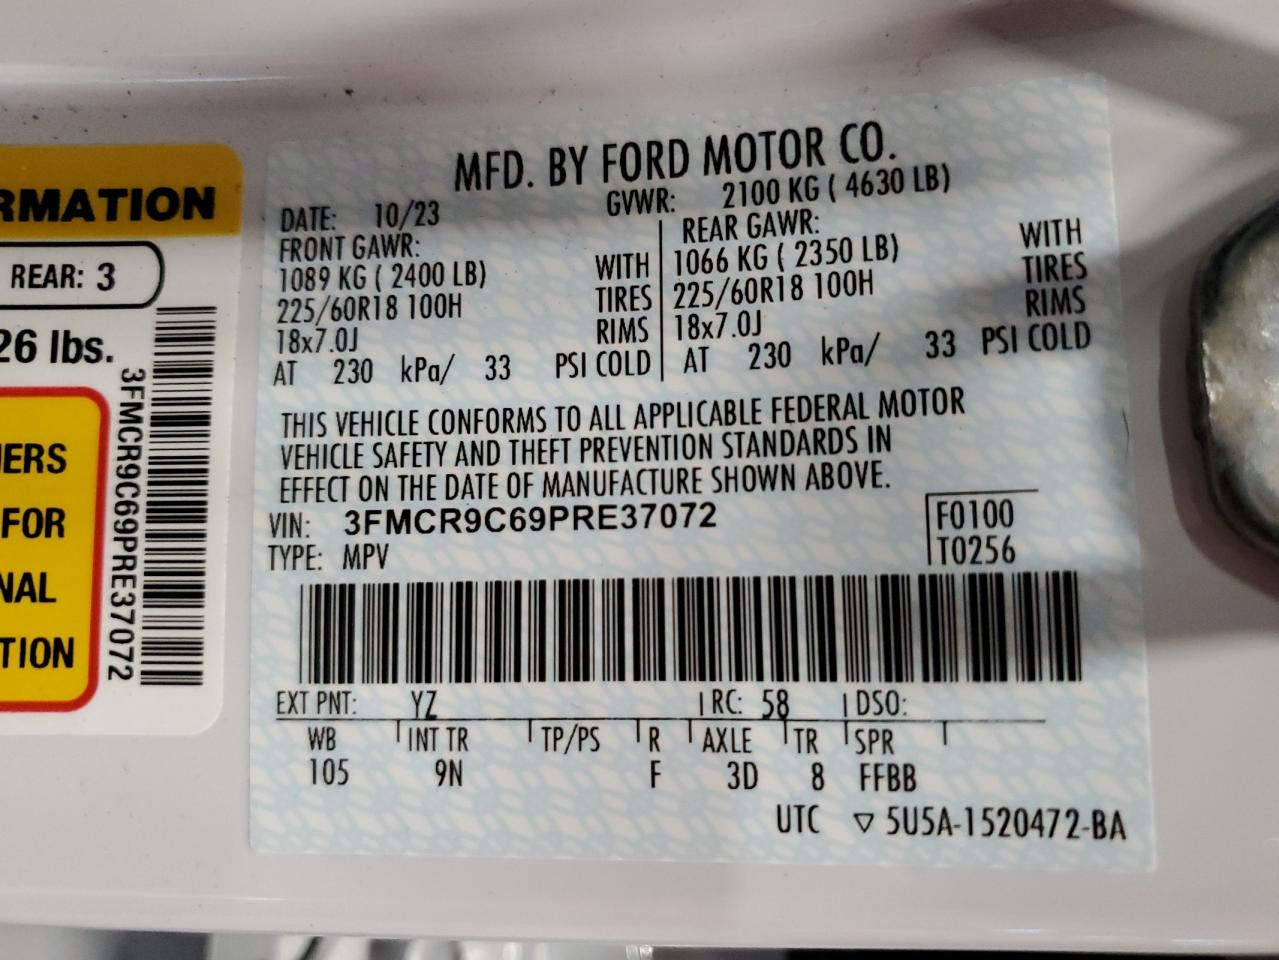 RMATION
REAR: 3
26 lbs.
IERS
FOR
NAL
TION
3FMCR9C69PRE37072
MFD. BY FORD MOTOR CO.
DATE: 10/23 GVWR: 2100 KG ( 4630 LB)
FRONT GAWR: REAR GAWR:
1089 KG ( 2400 LB) WITH 1066 KG ( 2350 LB) WITH
225/60R18 100H TIRES 225/60R18 100H TIRES
18x7.0J RIMS 18x7.0J RIMS
AT 230 kPa/ 33 PSI COLD AT 230 kPa/ 33 PSI COLD
THIS VEHICLE CONFORMS TO ALL APPLICABLE FEDERAL MOTOR
VEHICLE SAFETY AND THEFT PREVENTION STANDARDS IN
EFFECT ON THE DATE OF MANUFACTURE SHOWN ABOVE.
VIN: 3FMCR9C69PRE37072 F0100
TYPE: MPV T0256
EXT PNT: YZ RC: 58 DSO:
WB INT TR TP/PS R AXLE TR SPR
105 9N F 3D 8 FFBB
UTC ▽ 5U5A-1520472-BA